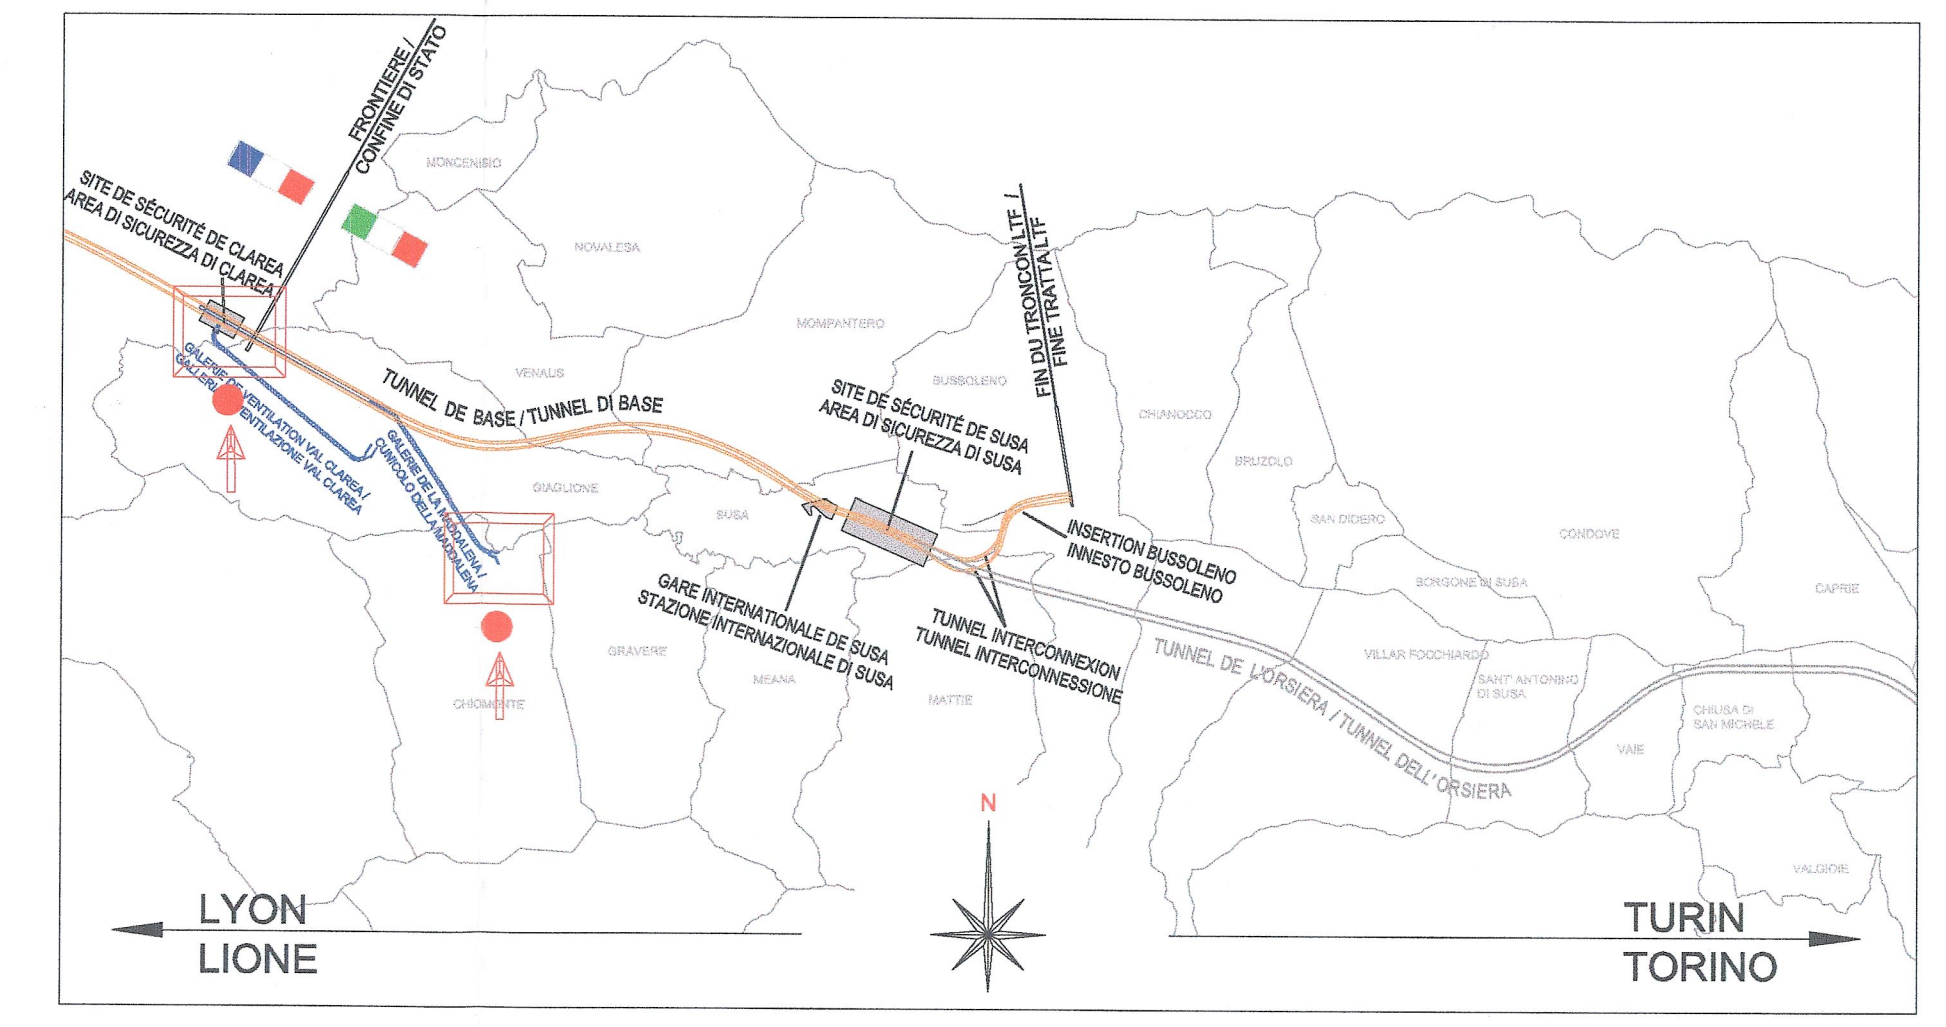 FRONTIERE /
CONFINE DI STATO
MONCENISIO
SITE DE SÉCURITÉ DE CLAREA
AREA DI SICUREZZA DI CLAREA
NOVALESA
FIN DU TRONCON LTF /
FINE TRATTA LTF
MOMPANTERO
VENAUS
BUSSOLENO
TUNNEL DE BASE / TUNNEL DI BASE
SITE DE SÉCURITÉ DE SUSA
AREA DI SICUREZZA DI SUSA
CHIANOCCO
BRUZOLO
GALERIE DE VENTILATION VAL CLAREA /
VENTILAZIONE VAL CLAREA
GALERIE DE LA MADDALENA /
CUNICOLO DELLA MADDALENA
GIAGLIONE
SUSA
SAN DIDERO
CONDOVE
INSERTION BUSSOLENO
INNESTO BUSSOLENO
BORGONE DI SUSA
CAPRIE
GARE INTERNATIONALE DE SUSA
STAZIONE INTERNAZIONALE DI SUSA
TUNNEL INTERCONNEXION
TUNNEL INTERCONNESSIONE
GRAVERE
MEANA
MATTIE
CHIOMONTE
TUNNEL DE L'ORSIERA / TUNNEL DELL'ORSIERA
VILLAR FOCCHIARDO
SANT' ANTONINO
DI SUSA
CHIUSA DI
SAN MICHELE
VAIE
VALGIOIE
N
LYON
LIONE
TURIN
TORINO